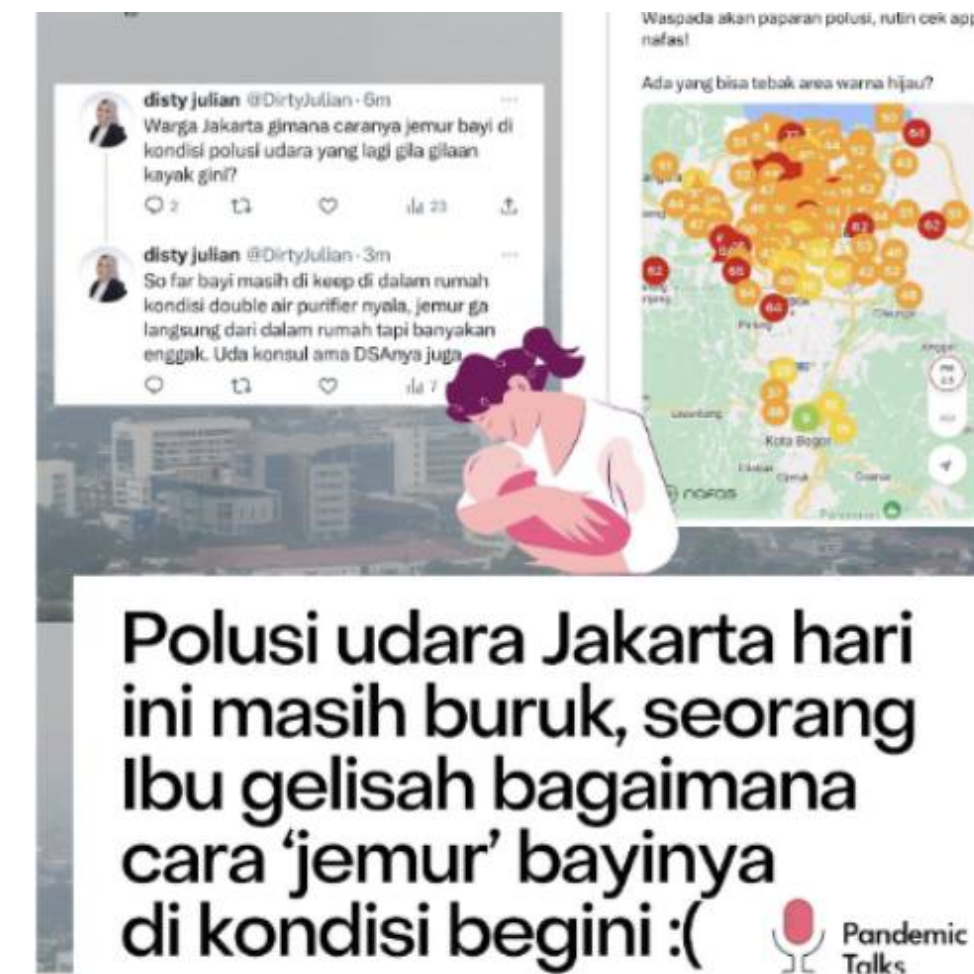 disty julian @DirtyJulian · 6m
Warga Jakarta gimana caranya jemur bayi di
kondisi polusi udara yang lagi gila gilaan
kayak gini?
2
23
disty julian @DirtyJulian · 3m
So far bayi masih di keep di dalam rumah
kondisi double air purifier nyala, jemur ga
langsung dari dalam rumah tapi banyakan
enggak. Uda konsul ama DSAnya juga
7
Waspada akan paparan polusi, rutin cek app
nafas!
Ada yang bisa tebak area warna hijau?
Kota Bogor
nafas
Polusi udara Jakarta hari
ini masih buruk, seorang
Ibu gelisah bagaimana
cara ‘jemur’ bayinya
di kondisi begini :(
Pandemic
Talks